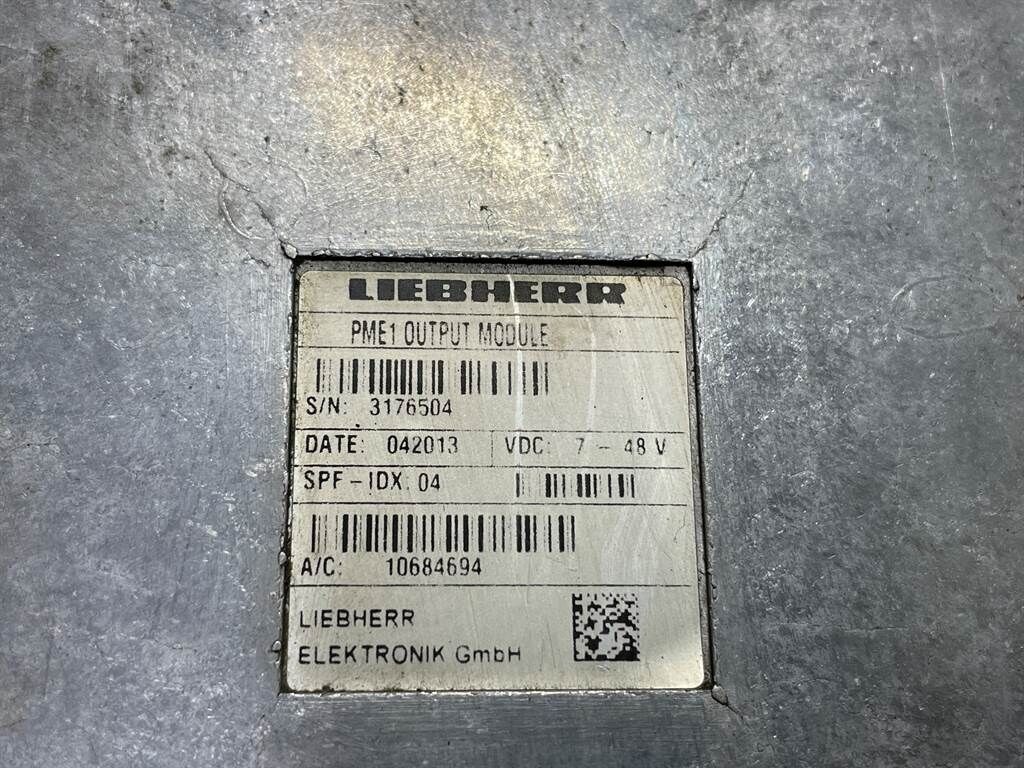 LIEBHERR
PME1 OUTPUT MODULE
S/N: 3176504
DATE: 042013 VDC: 7 - 48 V
SPF-IDX: 04
A/C: 10684694
LIEBHERR
ELEKTRONIK GmbH